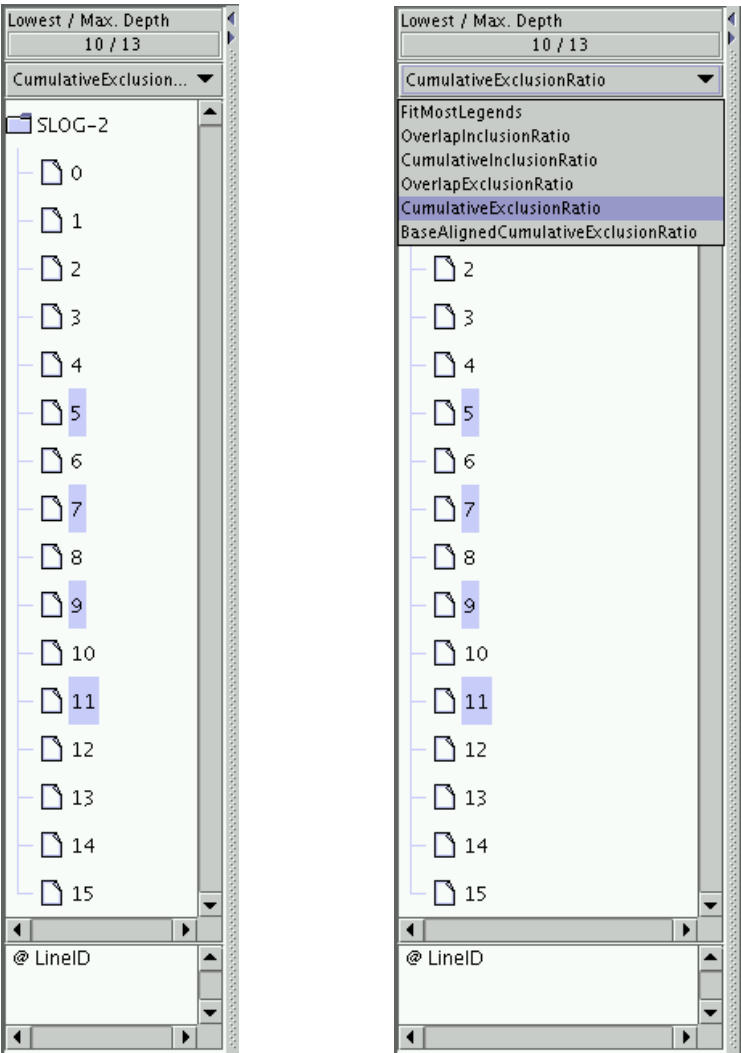 Lowest / Max. Depth
10 / 13
CumulativeExclusion...
SLOG-2
0
1
2
3
4
5
6
7
8
9
10
11
12
13
14
15
@ LineID
Lowest / Max. Depth
10 / 13
CumulativeExclusionRatio
FitMostLegends
OverlapInclusionRatio
CumulativeInclusionRatio
OverlapExclusionRatio
CumulativeExclusionRatio
BaseAlignedCumulativeExclusionRatio
2
3
4
5
6
7
8
9
10
11
12
13
14
15
@ LineID